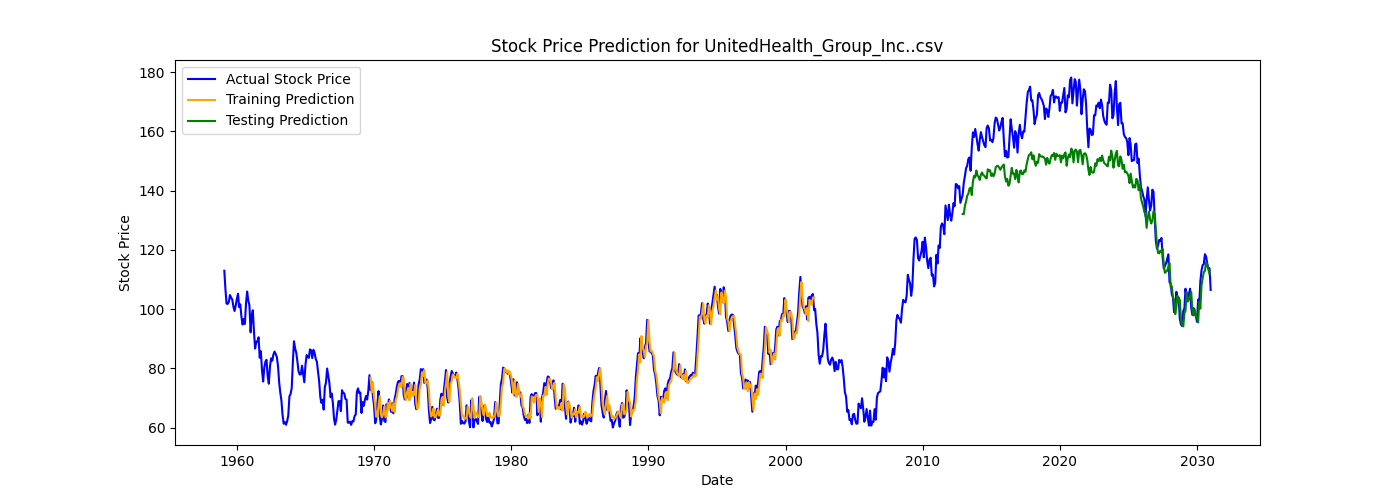 Stock Price Prediction for UnitedHealth_Group_Inc..csv
Actual Stock Price
Training Prediction
Testing Prediction
Stock Price
180
160
140
120
100
80
60
1960
1970
1980
1990
2000
2010
2020
2030
Date